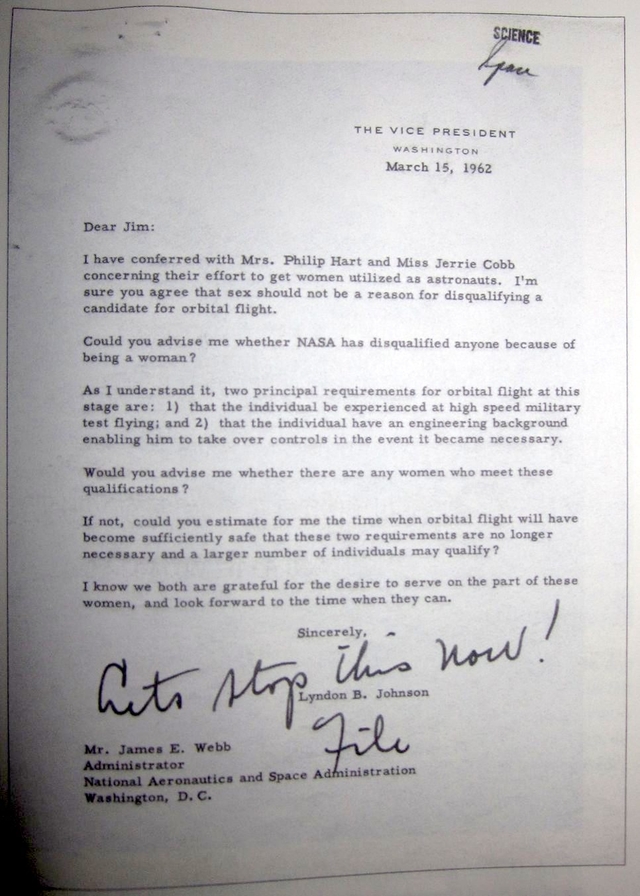 SCIENCE
Space
THE VICE PRESIDENT
WASHINGTON
March 15, 1962
Dear Jim:
I have conferred with Mrs. Philip Hart and Miss Jerrie Cobb
concerning their effort to get women utilized as astronauts. I'm
sure you agree that sex should not be a reason for disqualifying a
candidate for orbital flight.
Could you advise me whether NASA has disqualified anyone because of
being a woman?
As I understand it, two principal requirements for orbital flight at this
stage are: 1) that the individual be experienced at high speed military
test flying; and 2) that the individual have an engineering background
enabling him to take over controls in the event it became necessary.
Would you advise me whether there are any women who meet these
qualifications?
If not, could you estimate for me the time when orbital flight will have
become sufficiently safe that these two requirements are no longer
necessary and a larger number of individuals may qualify?
I know we both are grateful for the desire to serve on the part of these
women, and look forward to the time when they can.
Sincerely,
Lets stop this now!
Lyndon B. Johnson
File
Mr. James E. Webb
Administrator
National Aeronautics and Space Administration
Washington, D. C.